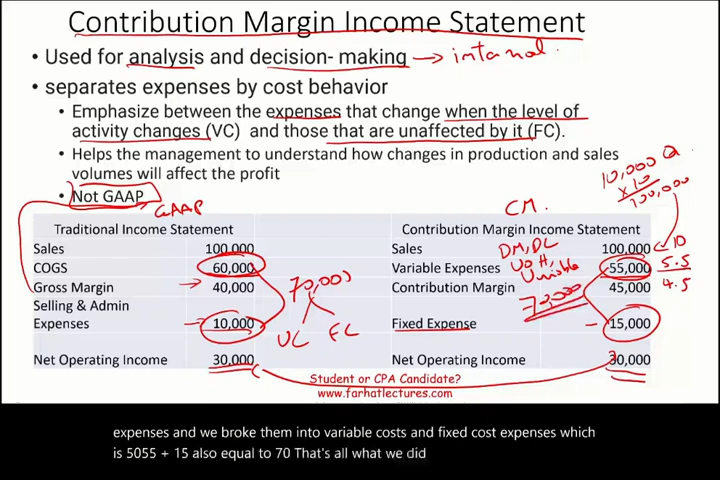 Contribution Margin Income Statement
• Used for analysis and decision- making → internal
• separates expenses by cost behavior
• Emphasize between the expenses that change when the level of
activity changes (VC) and those that are unaffected by it (FC).
• Helps the management to understand how changes in production and sales
volumes will affect the profit
10,000 Q
x 10
100,000
• Not GAAP
GAAP
CM.
Traditional Income Statement Contribution Margin Income Statement
Sales 100,000 Sales DM, DL 100,000 10
COGS 60,000 Variable Expenses VOH, 55,000 5.5
Variable
Gross Margin 40,000 70,000 Contribution Margin 70,000 45,000 4.5
Selling & Admin
Expenses 10,000 Fixed Expense 15,000
VC FC
Net Operating Income 30,000 Net Operating Income 30,000
Student or CPA Candidate?
www.farhatlectures.com
expenses and we broke them into variable costs and fixed cost expenses which
is 5055 + 15 also equal to 70 That's all what we did